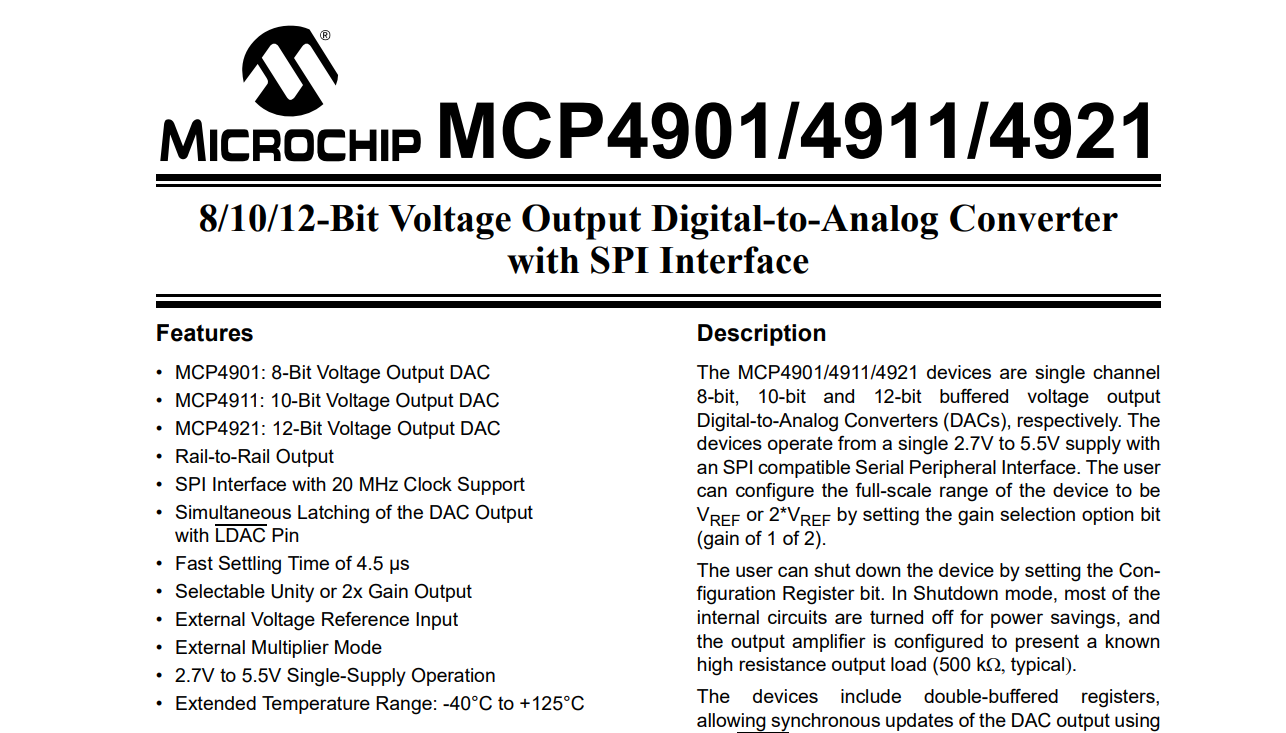 ®
MICROCHIP MCP4901/4911/4921
8/10/12-Bit Voltage Output Digital-to-Analog Converter
with SPI Interface
Features
• MCP4901: 8-Bit Voltage Output DAC
• MCP4911: 10-Bit Voltage Output DAC
• MCP4921: 12-Bit Voltage Output DAC
• Rail-to-Rail Output
• SPI Interface with 20 MHz Clock Support
• Simultaneous Latching of the DAC Output
with LDAC Pin
• Fast Settling Time of 4.5 µs
• Selectable Unity or 2x Gain Output
• External Voltage Reference Input
• External Multiplier Mode
• 2.7V to 5.5V Single-Supply Operation
• Extended Temperature Range: -40°C to +125°C
Description
The MCP4901/4911/4921 devices are single channel
8-bit, 10-bit and 12-bit buffered voltage output
Digital-to-Analog Converters (DACs), respectively. The
devices operate from a single 2.7V to 5.5V supply with
an SPI compatible Serial Peripheral Interface. The user
can configure the full-scale range of the device to be
VREF or 2*VREF by setting the gain selection option bit
(gain of 1 of 2).
The user can shut down the device by setting the Con-
figuration Register bit. In Shutdown mode, most of the
internal circuits are turned off for power savings, and
the output amplifier is configured to present a known
high resistance output load (500 kΩ, typical).
The devices include double-buffered registers,
allowing synchronous updates of the DAC output using